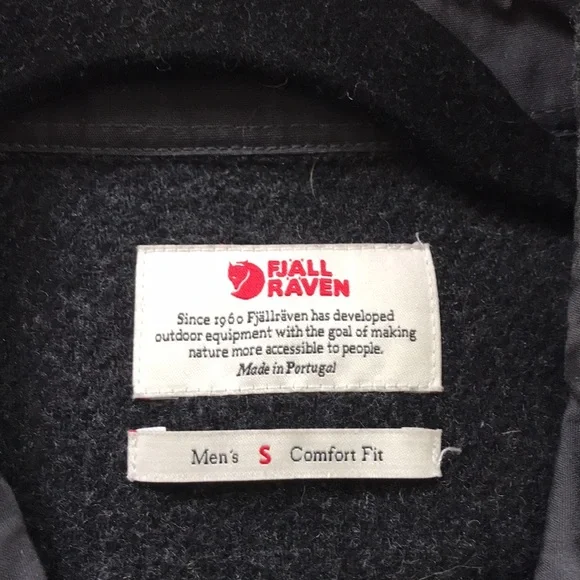 FJÄLL
RÄVEN
Since 1960 Fjällräven has developed
outdoor equipment with the goal of making
nature more accessible to people.
Made in Portugal
Men's S Comfort Fit